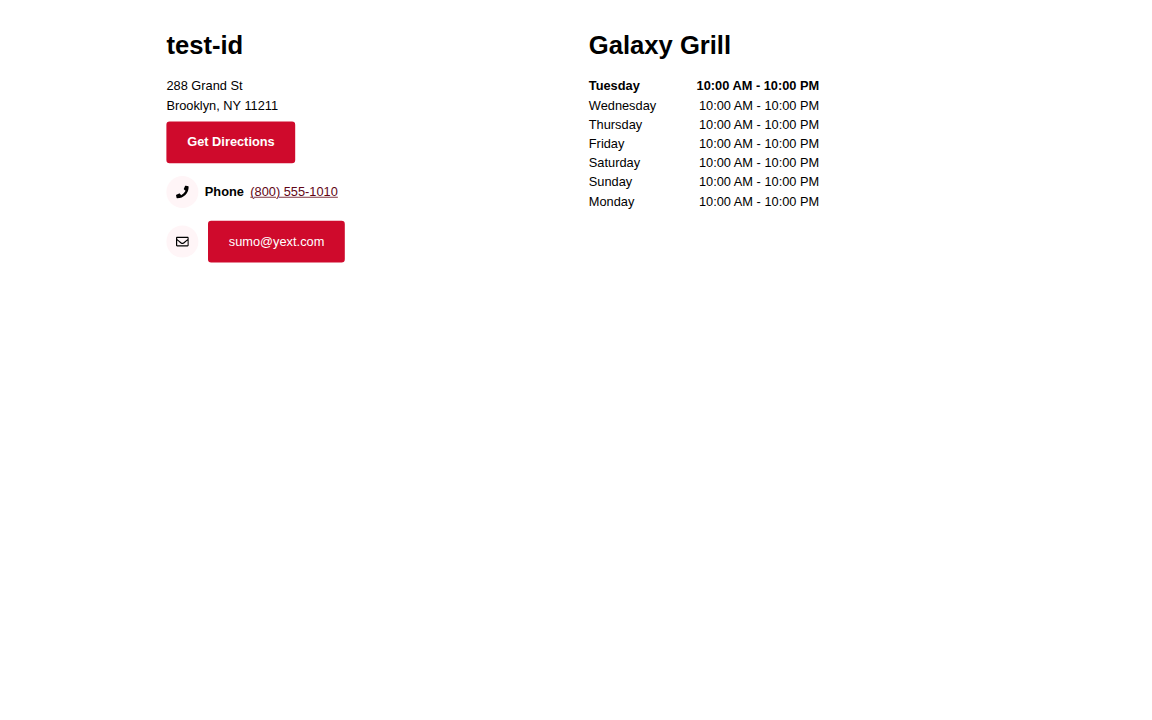 test-id
288 Grand St
Brooklyn, NY 11211
Get Directions
Phone (800) 555-1010
sumo@yext.com
Galaxy Grill
Tuesday 10:00 AM - 10:00 PM
Wednesday 10:00 AM - 10:00 PM
Thursday 10:00 AM - 10:00 PM
Friday 10:00 AM - 10:00 PM
Saturday 10:00 AM - 10:00 PM
Sunday 10:00 AM - 10:00 PM
Monday 10:00 AM - 10:00 PM